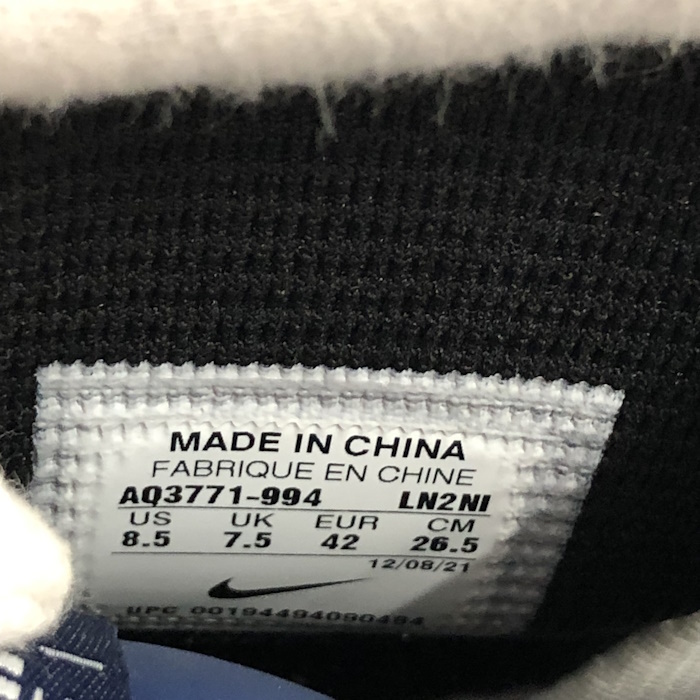 MADE IN CHINA
FABRIQUE EN CHINE
AQ3771-994 LN2NI
US UK EUR CM
8.5 7.5 42 26.5
12/08/21
UPC 00194494090484